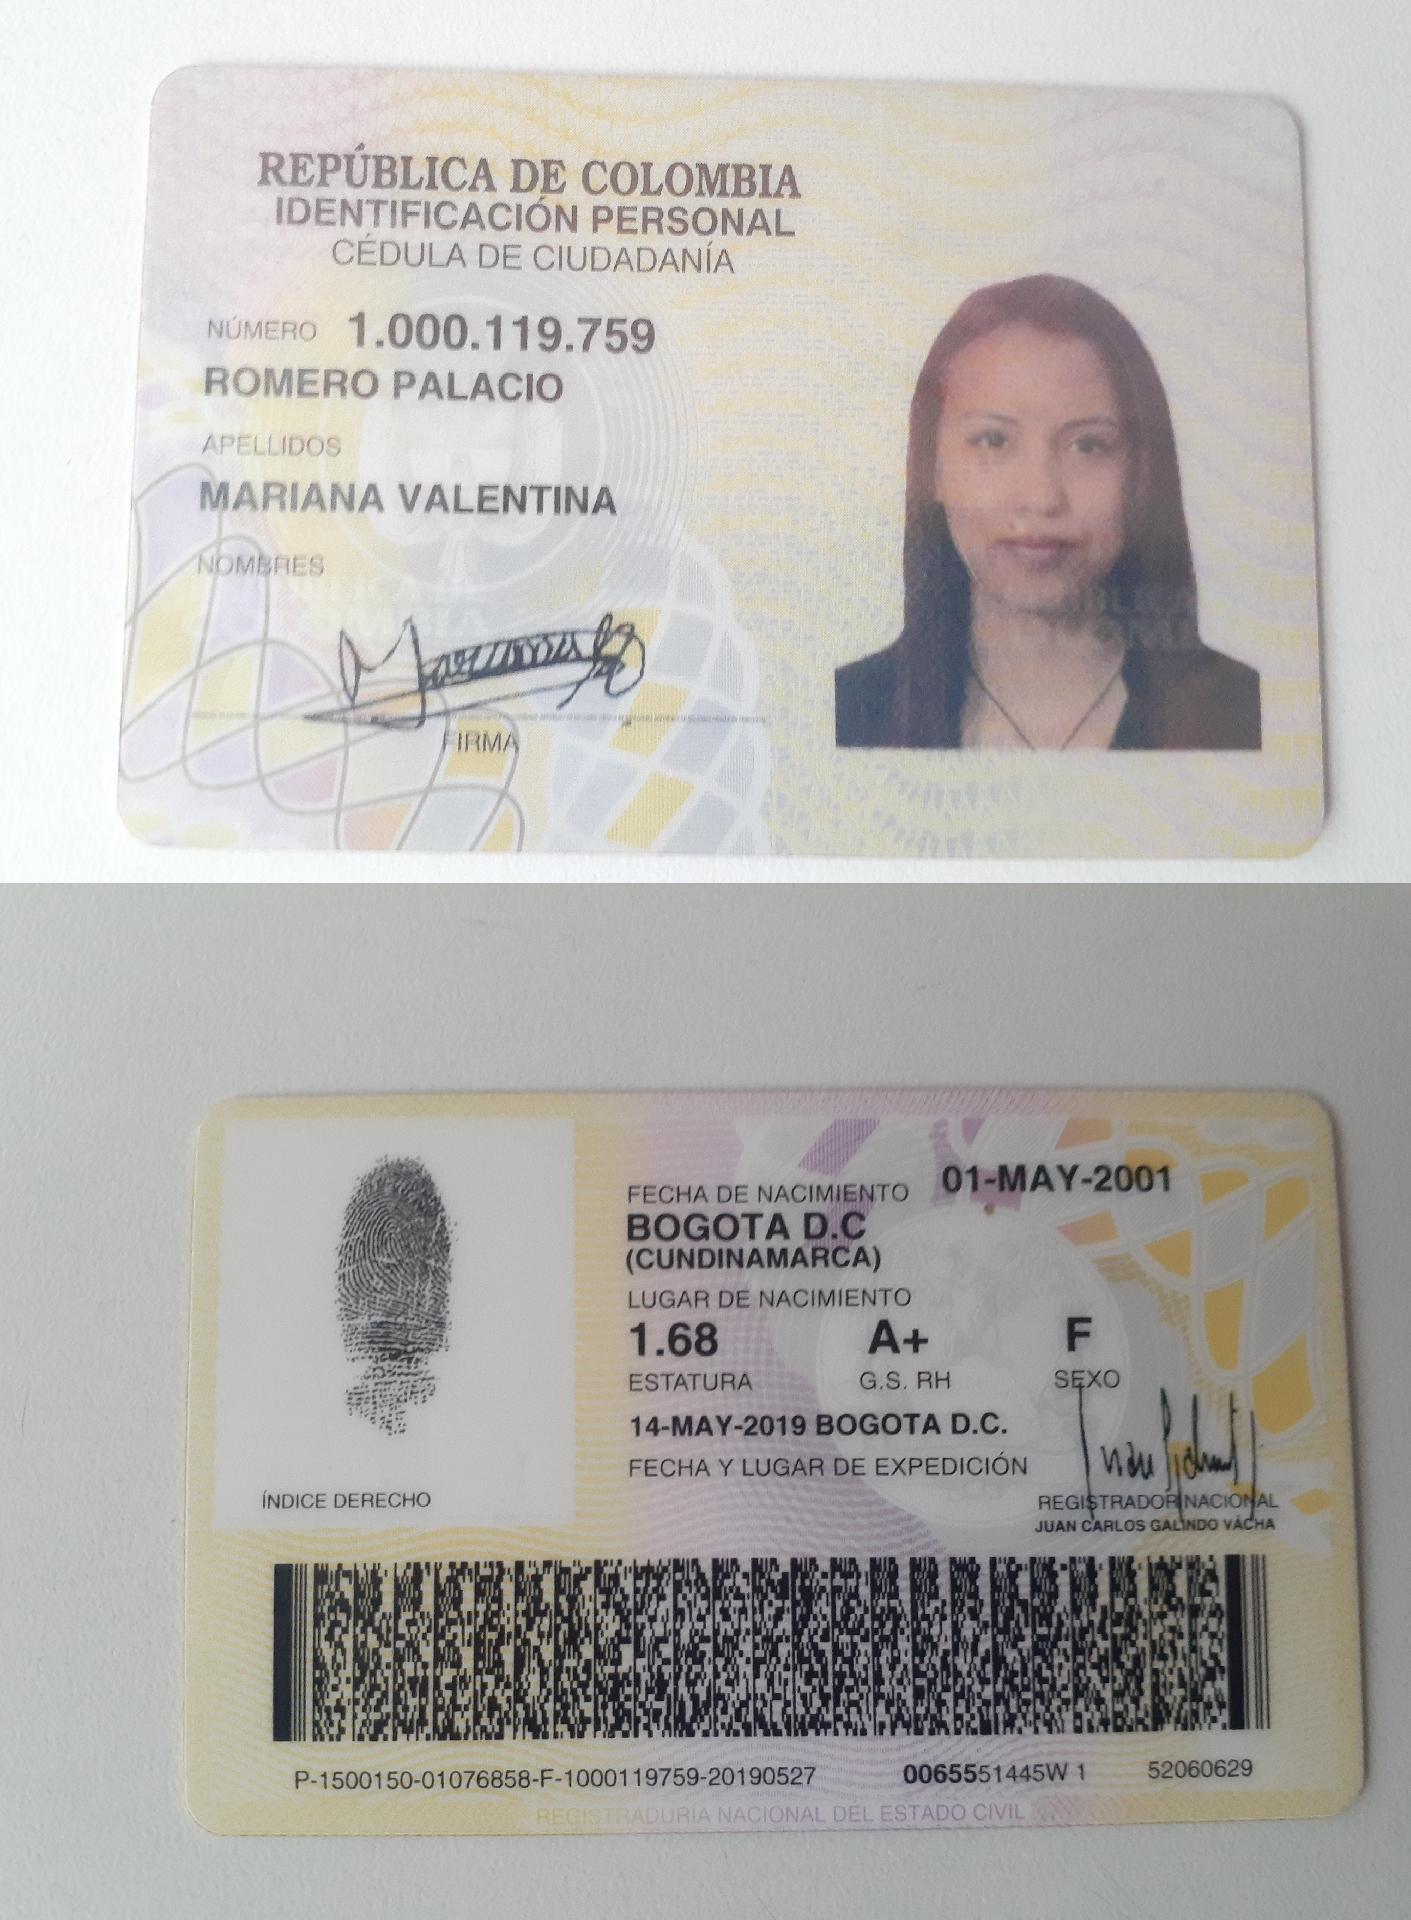 REPÚBLICA DE COLOMBIA
IDENTIFICACIÓN PERSONAL
CÉDULA DE CIUDADANÍA
NÚMERO 1.000.119.759
ROMERO PALACIO
APELLIDOS
MARIANA VALENTINA
NOMBRES
FIRMA
FECHA DE NACIMIENTO 01-MAY-2001
BOGOTA D.C
(CUNDINAMARCA)
LUGAR DE NACIMIENTO
1.68 A+ F
ESTATURA G.S. RH SEXO
14-MAY-2019 BOGOTA D.C.
FECHA Y LUGAR DE EXPEDICIÓN
ÍNDICE DERECHO
REGISTRADOR NACIONAL
JUAN CARLOS GALINDO VÁCHA
P-1500150-01076858-F-1000119759-20190527 0065551445W 1 52060629
REGISTRADURIA NACIONAL DEL ESTADO CIVIL